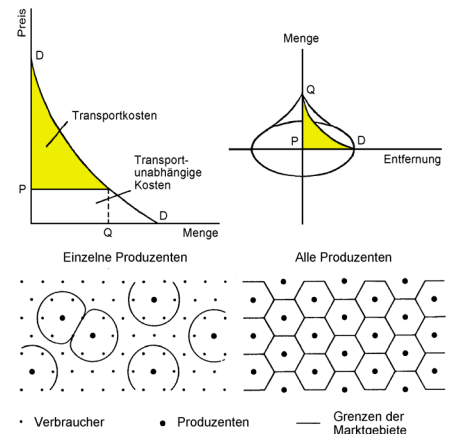 Preis
D
Transportkosten
Transport-
unabhängige
Kosten
P
D
Q
Menge
Menge
Q
P
D
Entfernung
Einzelne Produzenten
Alle Produzenten
Verbraucher
Produzenten
Grenzen der
Marktgebiete